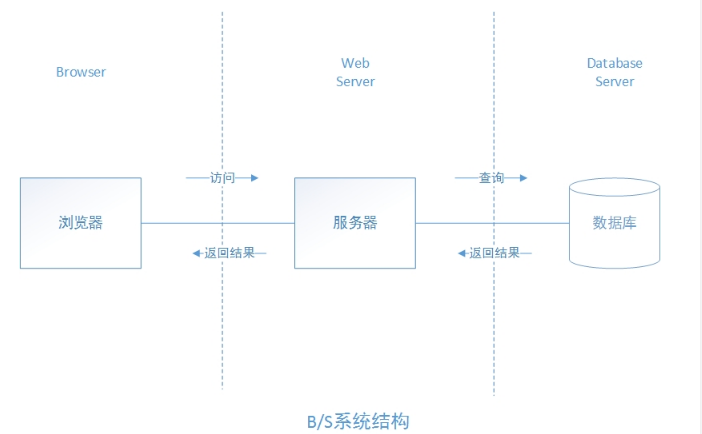 Browser
Web
Server
Database
Server
访问
查询
浏览器
服务器
数据库
返回结果
返回结果
B/S系统结构